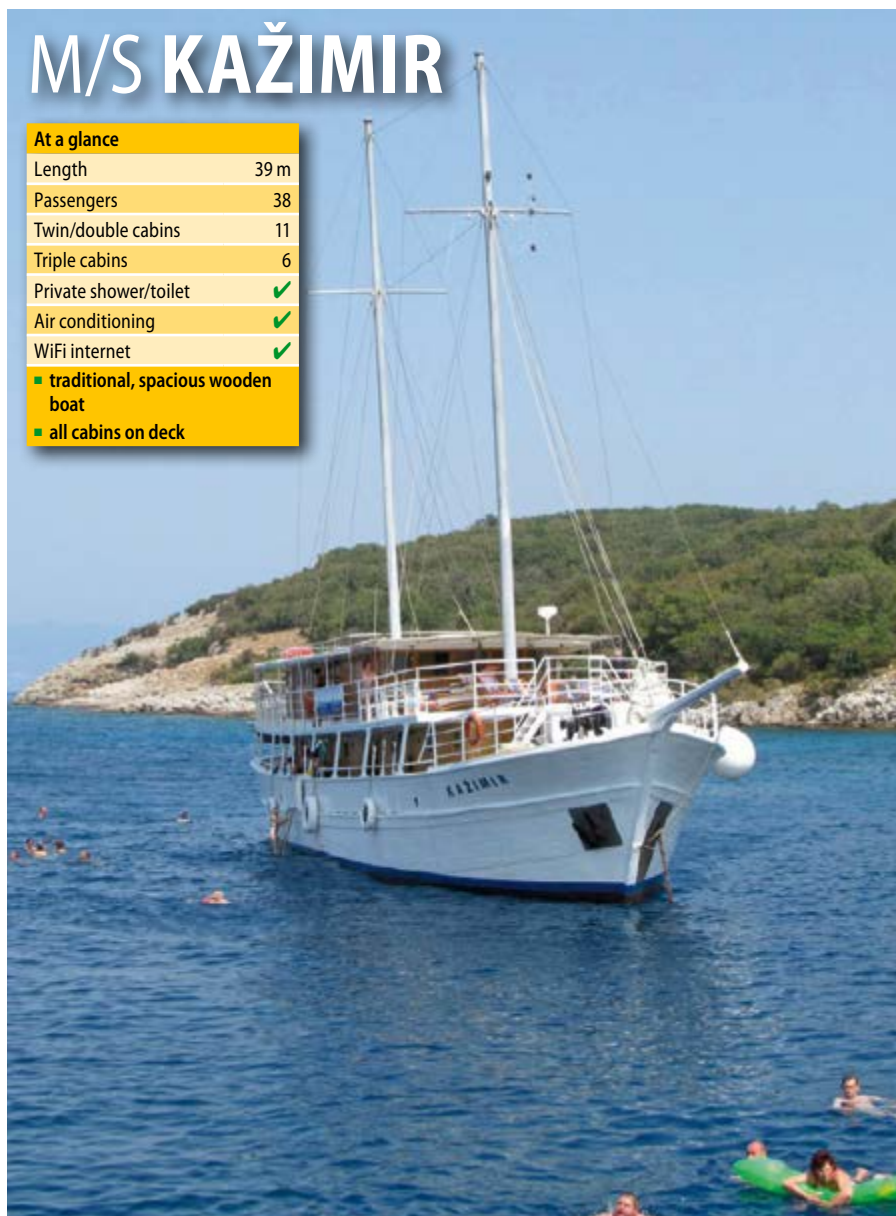 M/S KAŽIMIR
At a glance
Length 39 m
Passengers 38
Twin/double cabins 11
Triple cabins 6
Private shower/toilet ✔
Air conditioning ✔
WiFi internet ✔
▪ traditional, spacious wooden
boat
▪ all cabins on deck
KAŽIMIR